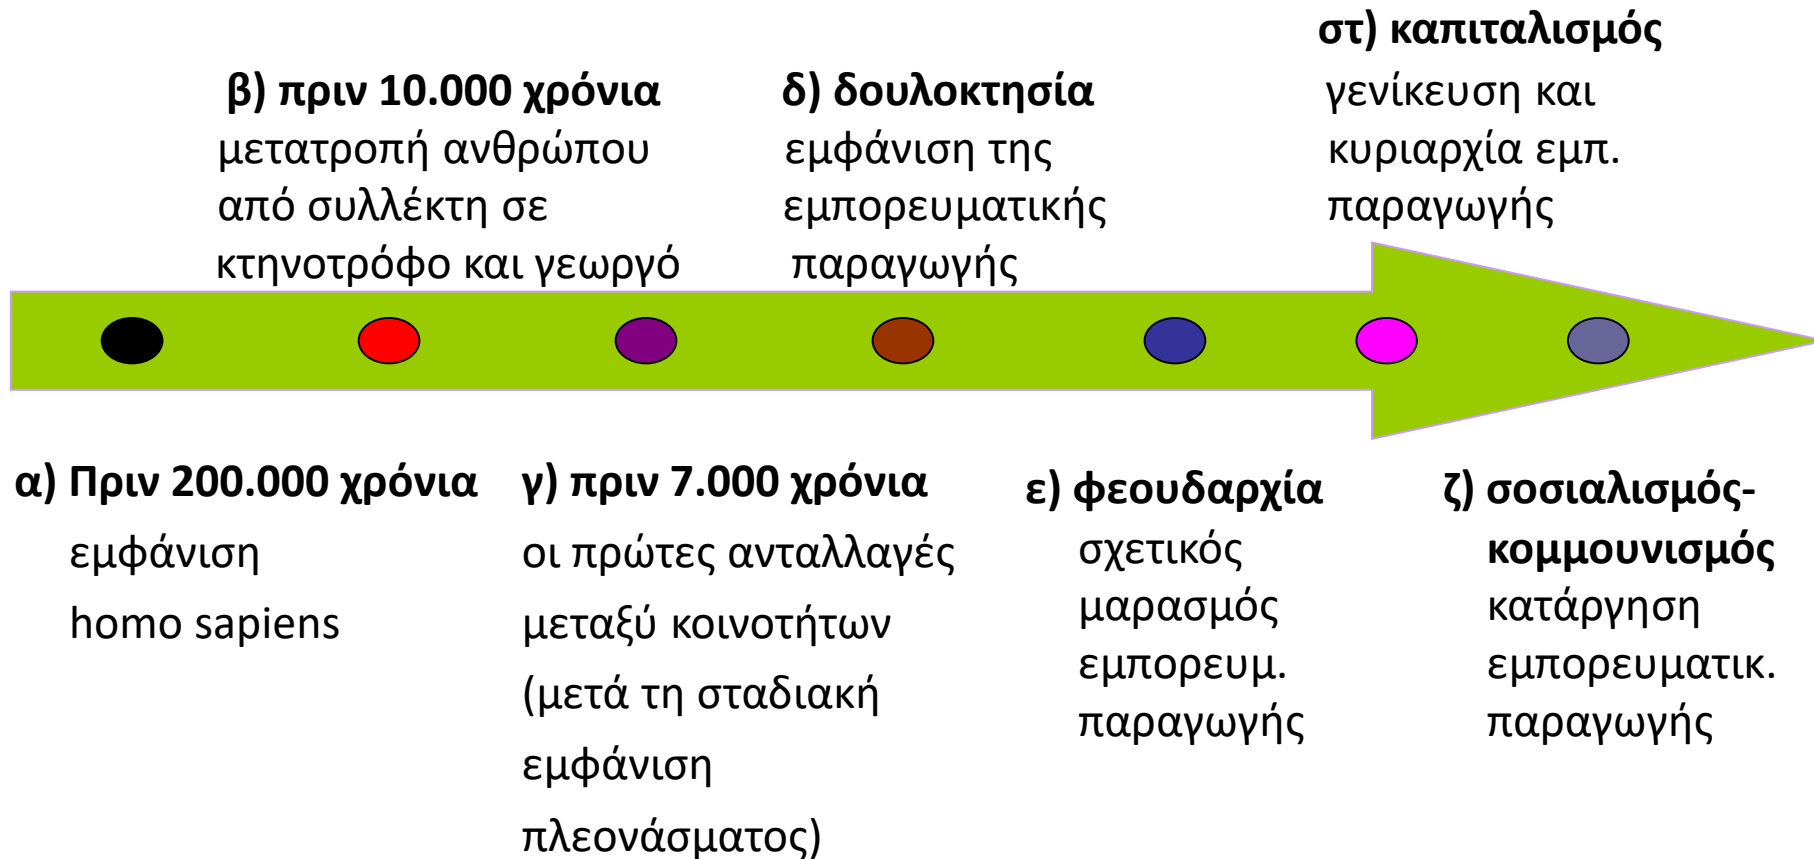 α) Πριν 200.000 χρόνια
εμφάνιση
homo sapiens
β) πριν 10.000 χρόνια
μετατροπή ανθρώπου
από συλλέκτη σε
κτηνοτρόφο και γεωργό
γ) πριν 7.000 χρόνια
οι πρώτες ανταλλαγές
μεταξύ κοινοτήτων
(μετά τη σταδιακή
εμφάνιση
πλεονάσματος)
δ) δουλοκτησία
εμφάνιση της
εμπορευματικής
παραγωγής
ε) φεουδαρχία
σχετικός
μαρασμός
εμπορευμ.
παραγωγής
στ) καπιταλισμός
γενίκευση και
κυριαρχία εμπ.
παραγωγής
ζ) σοσιαλισμός-
κομμουνισμός
κατάργηση
εμπορευματικ.
παραγωγής